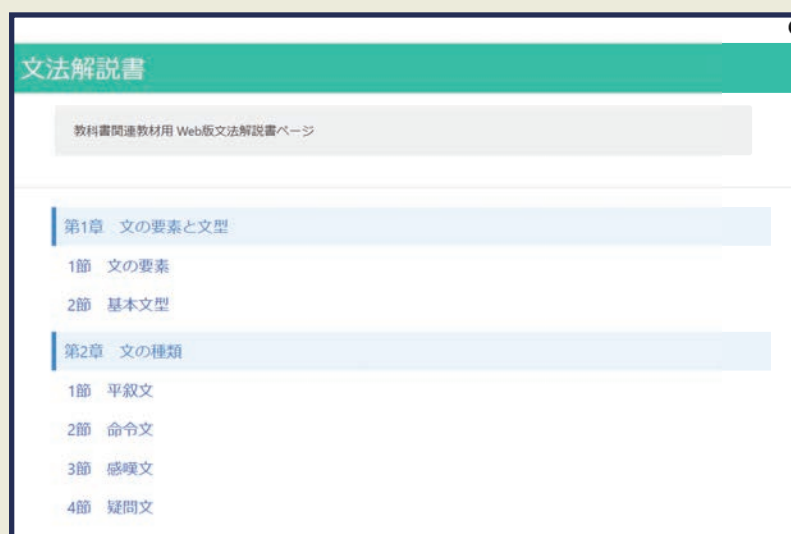 文法解説書
教科書関連教材用 Web版文法解説書ページ
第1章　文の要素と文型
1節　文の要素
2節　基本文型
第2章　文の種類
1節　平叙文
2節　命令文
3節　感嘆文
4節　疑問文